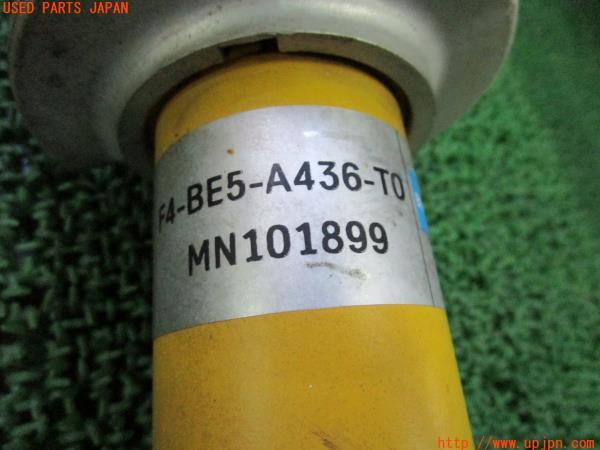 USED PARTS JAPAN
F4-BE5-A436-T0
MN101899
http://www.upjpn.com